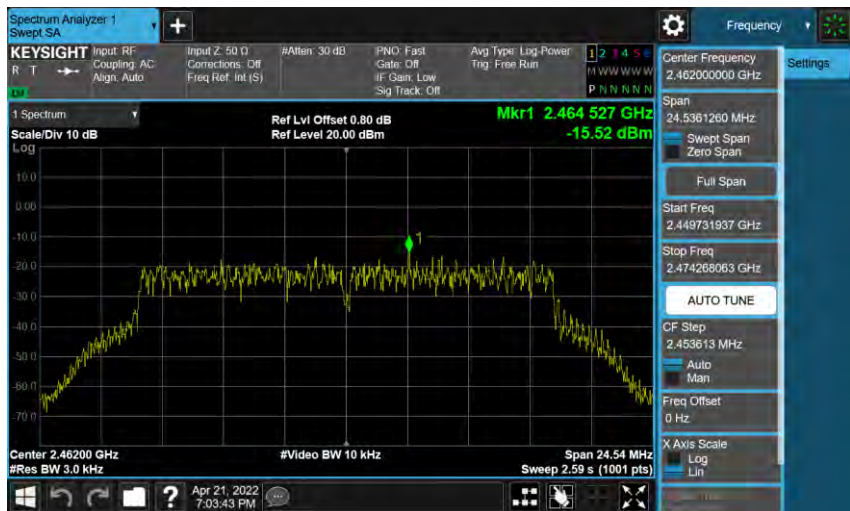 Spectrum Analyzer 1
Swept SA
Frequency
KEYSIGHT
R T
Input: RF
Coupling: AC
Align: Auto
Input Z: 50 Ω
Corrections: Off
Freq Ref: Int (S)
#Atten: 30 dB
PNO: Fast
Gate: Off
IF Gain: Low
Sig Track: Off
Avg Type: Log-Power
Trig: Free Run
1 2 3 4 5 6
M W W W W W
P N N N N N
1 Spectrum
Scale/Div 10 dB
Ref Lvl Offset 0.80 dB
Ref Level 20.00 dBm
Mkr1 2.464 527 GHz
-15.52 dBm
Log
10.0
0.00
-10.0
-20.0
-30.0
-40.0
-50.0
-60.0
-70.0
1
Center 2.46200 GHz
#Res BW 3.0 kHz
#Video BW 10 kHz
Span 24.54 MHz
Sweep 2.59 s (1001 pts)
Center Frequency
2.462000000 GHz
Settings
Span
24.5361260 MHz
Swept Span
Zero Span
Full Span
Start Freq
2.449731937 GHz
Stop Freq
2.474268063 GHz
AUTO TUNE
CF Step
2.453613 MHz
Auto
Man
Freq Offset
0 Hz
X Axis Scale
Log
Lin
?
Apr 21, 2022
7:03:43 PM